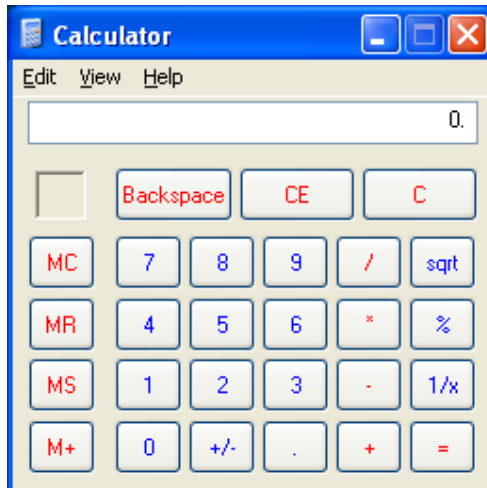 Calculator
Edit View Help
0.
Backspace CE C
MC 7 8 9 / sqrt
MR 4 5 6 * %
MS 1 2 3 - 1/x
M+ 0 +/- . + =